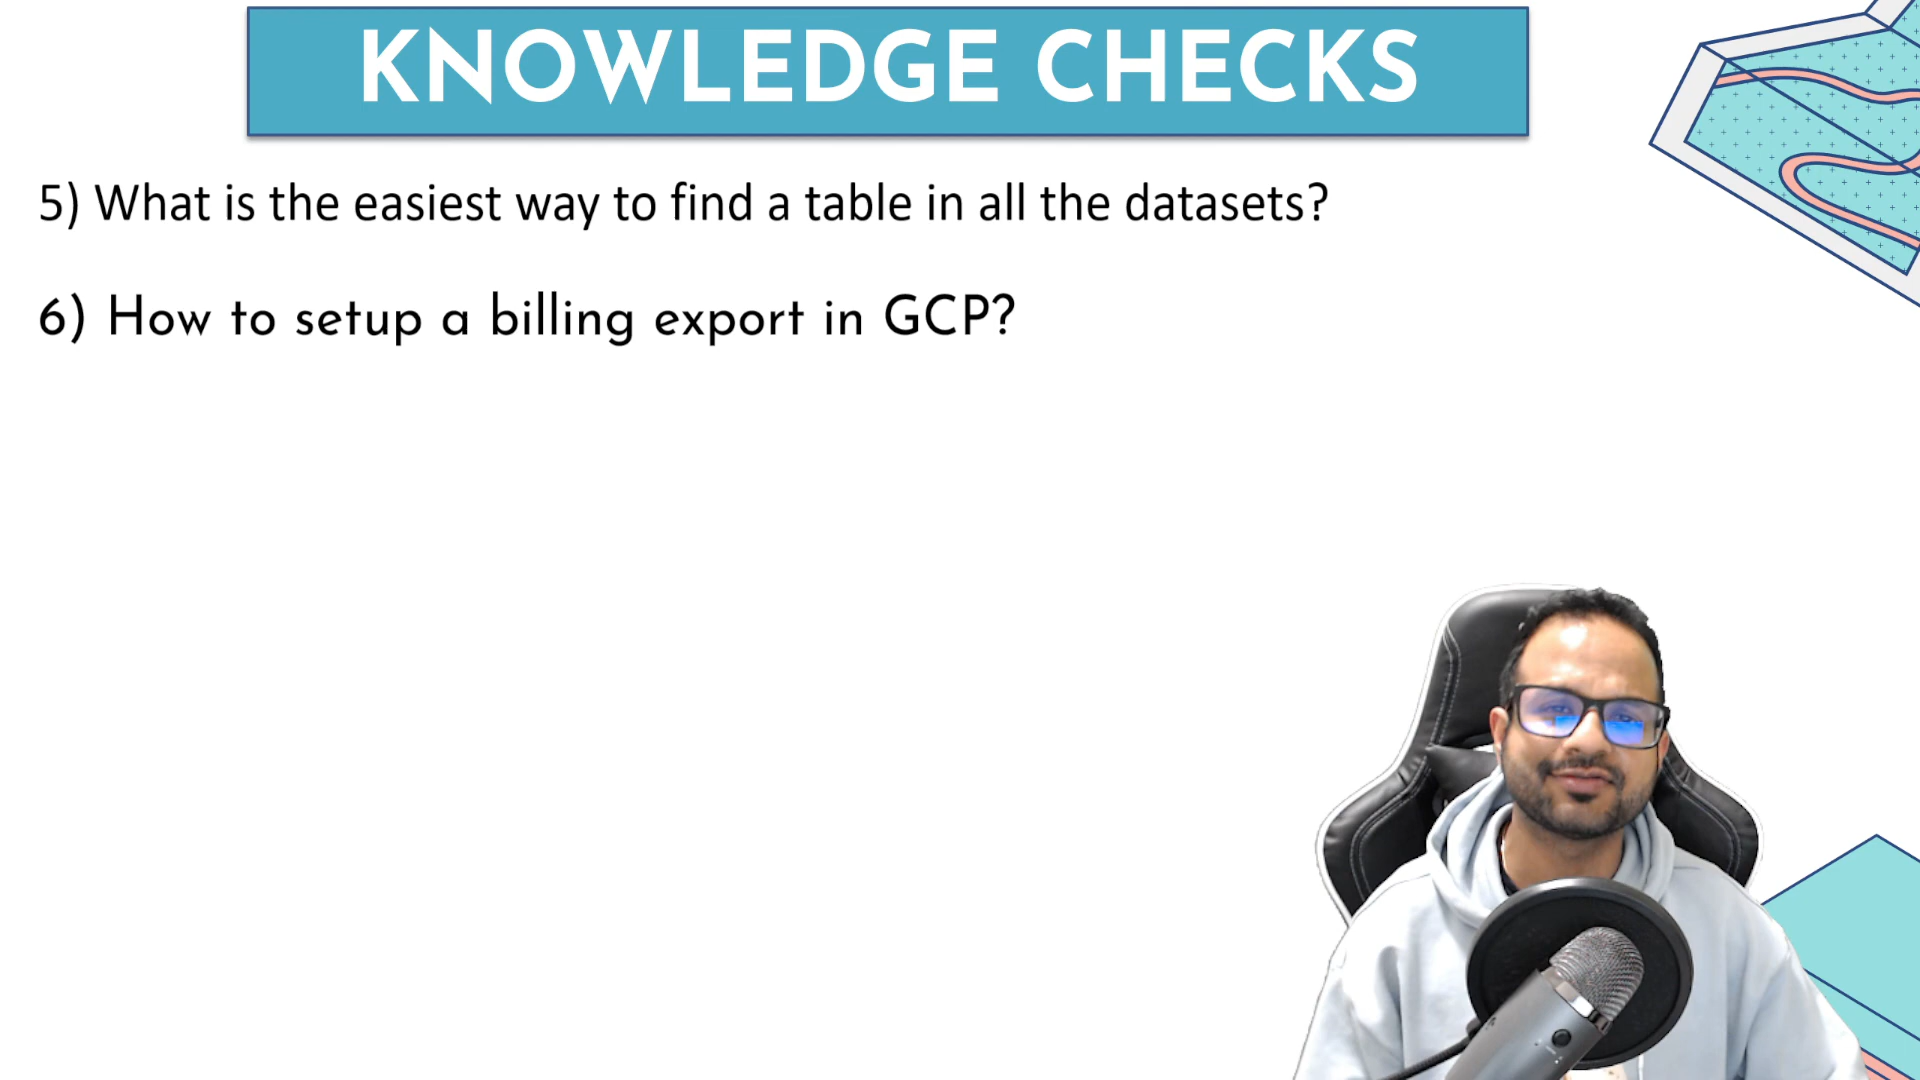 KNOWLEDGE CHECKS
5) What is the easiest way to find a table in all the datasets?
6) How to setup a billing export in GCP?